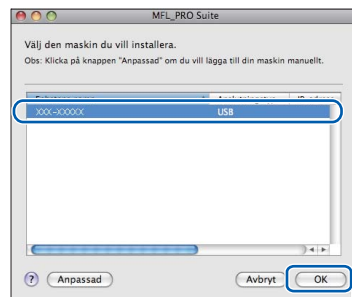 MFL_PRO Suite
Välj den maskin du vill installera.
Obs: Klicka på knappen "Anpassad" om du vill lägga till din maskin manuellt.
XXX-XXXXX USB
? Anpassad Avbryt OK